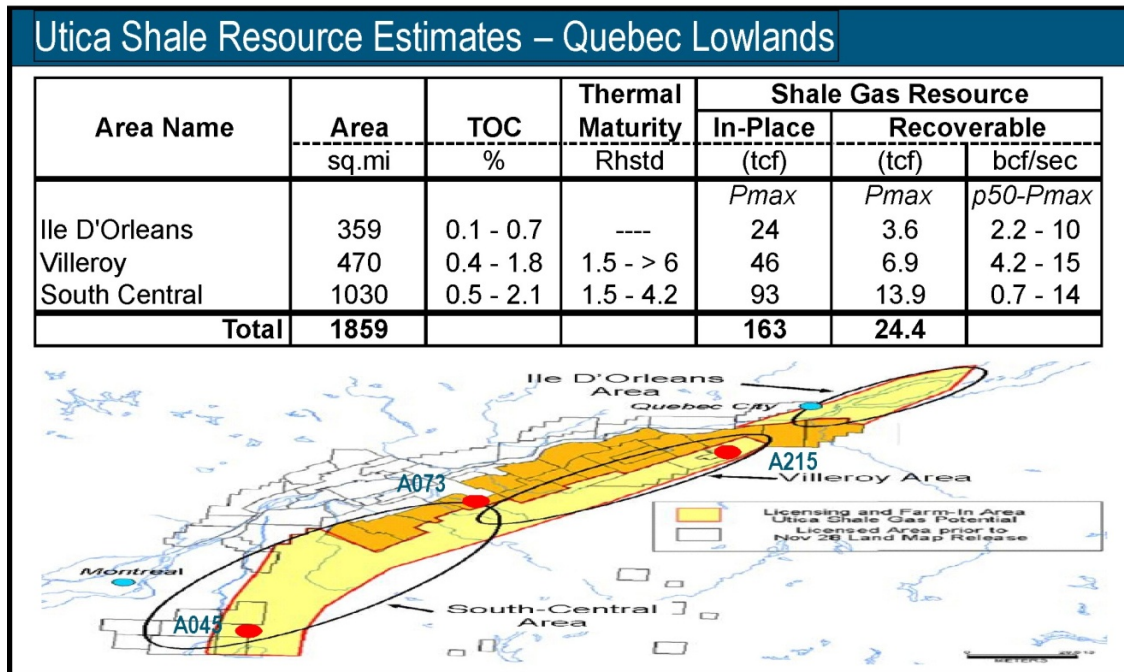 Utica Shale Resource Estimates – Quebec Lowlands
Thermal Shale Gas Resource
Area Name Area TOC Maturity In-Place Recoverable
sq.mi % Rhstd (tcf) (tcf) bcf/sec
Pmax Pmax p50-Pmax
Ile D'Orleans 359 0.1 - 0.7 ---- 24 3.6 2.2 - 10
Villeroy 470 0.4 - 1.8 1.5 - > 6 46 6.9 4.2 - 15
South Central 1030 0.5 - 2.1 1.5 - 4.2 93 13.9 0.7 - 14
Total 1859 163 24.4
Ile D'Orleans
Area
Quebec City
A215
A073
Villeroy Area
Licensing and Farm-In Area
Utica Shale Gas Potential
Licensed Area prior to
Nov 28 Land Map Release
Montreal
South-Central
Area
A045
METERS